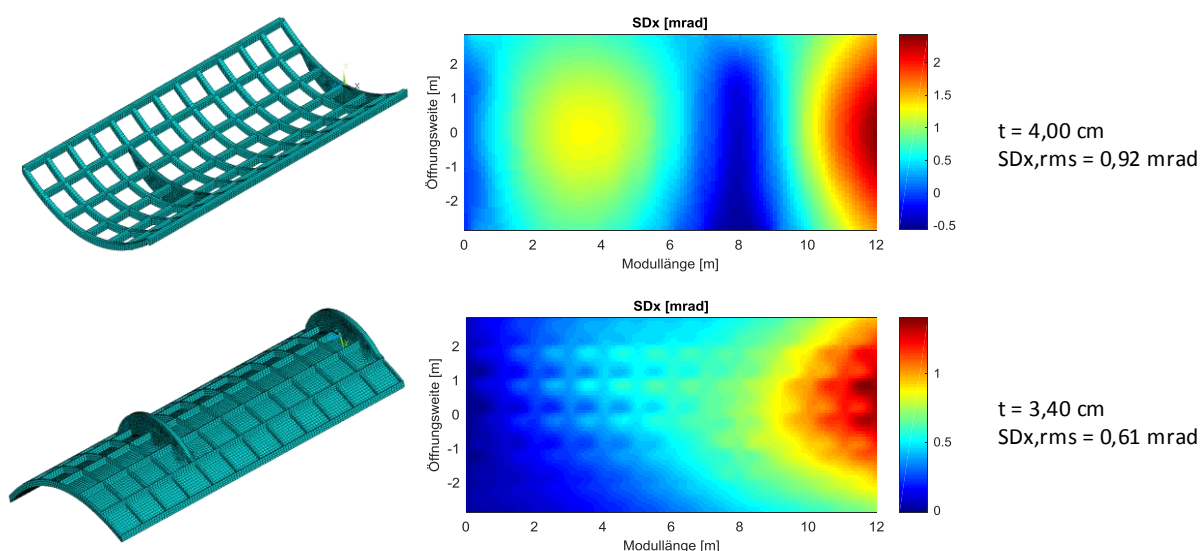 SDx [mrad]
Öffnungsweite [m]
2
1
0
-1
-2
0 2 4 6 8 10 12
Modullänge [m]
2
1.5
1
0.5
0
-0.5
t = 4,00 cm
SDx,rms = 0,92 mrad
SDx [mrad]
Öffnungsweite [m]
2
1
0
-1
-2
0 2 4 6 8 10 12
Modullänge [m]
1
0.5
0
t = 3,40 cm
SDx,rms = 0,61 mrad